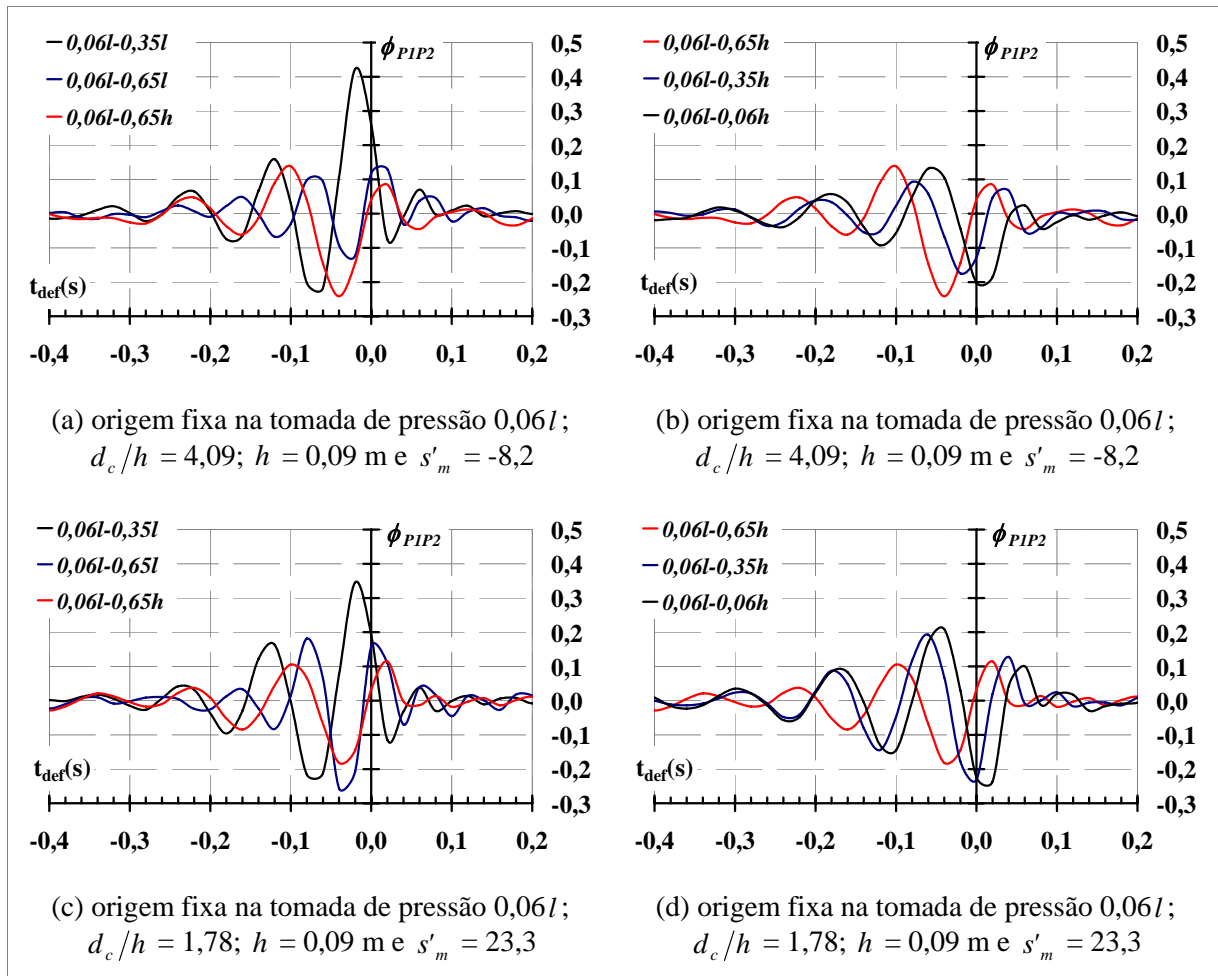 0,06l-0,35l
0,06l-0,65l
0,06l-0,65h
ϕP1P2
0,5
0,4
0,3
0,2
0,1
0,0
-0,1
-0,2
-0,3
tdef(s)
-0,4 -0,3 -0,2 -0,1 0,0 0,1 0,2
(a) origem fixa na tomada de pressão 0,06l;
dc/h = 4,09; h = 0,09 m e s'm = -8,2
0,06l-0,65h
0,06l-0,35h
0,06l-0,06h
ϕP1P2
0,5
0,4
0,3
0,2
0,1
0,0
-0,1
-0,2
-0,3
tdef(s)
-0,4 -0,3 -0,2 -0,1 0,0 0,1 0,2
(b) origem fixa na tomada de pressão 0,06l;
dc/h = 4,09; h = 0,09 m e s'm = -8,2
0,06l-0,35l
0,06l-0,65l
0,06l-0,65h
ϕP1P2
0,5
0,4
0,3
0,2
0,1
0,0
-0,1
-0,2
-0,3
tdef(s)
-0,4 -0,3 -0,2 -0,1 0,0 0,1 0,2
(c) origem fixa na tomada de pressão 0,06l;
dc/h = 1,78; h = 0,09 m e s'm = 23,3
0,06l-0,65h
0,06l-0,35h
0,06l-0,06h
ϕP1P2
0,5
0,4
0,3
0,2
0,1
0,0
-0,1
-0,2
-0,3
tdef(s)
-0,4 -0,3 -0,2 -0,1 0,0 0,1 0,2
(d) origem fixa na tomada de pressão 0,06l;
dc/h = 1,78; h = 0,09 m e s'm = 23,3